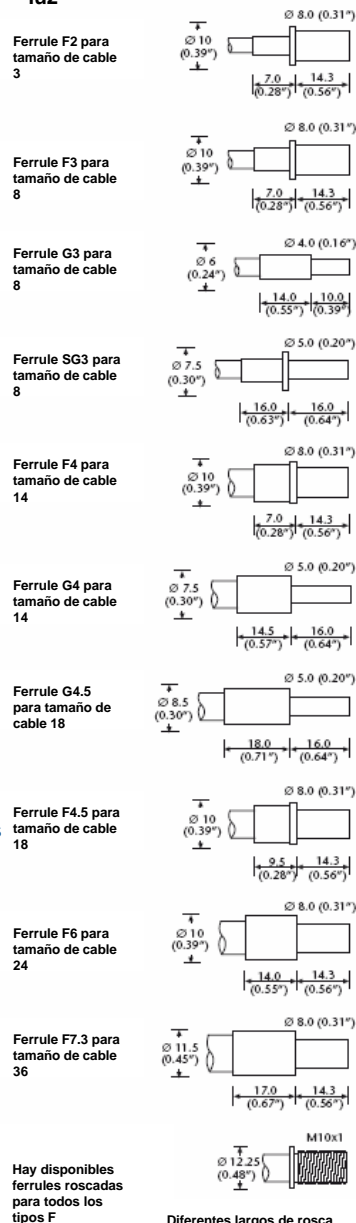 luz
Ø 8.0 (0.31")
Ferrule F2 para
tamaño de cable
3
Ø 10
(0.39")
7.0
(0.28")
14.3
(0.56")
Ø 8.0 (0.31")
Ferrule F3 para
tamaño de cable
8
Ø 10
(0.39")
7.0
(0.28")
14.3
(0.56")
Ø 4.0 (0.16")
Ferrule G3 para
tamaño de cable
8
Ø 6
(0.24")
14.0
(0.55")
10.0
(0.39")
Ø 5.0 (0.20")
Ferrule SG3 para
tamaño de cable
8
Ø 7.5
(0.30")
16.0
(0.63")
16.0
(0.64")
Ø 8.0 (0.31")
Ferrule F4 para
tamaño de cable
14
Ø 10
(0.39")
7.0
(0.28")
14.3
(0.56")
Ø 5.0 (0.20")
Ferrule G4 para
tamaño de cable
14
Ø 7.5
(0.30")
14.5
(0.57")
16.0
(0.64")
Ø 5.0 (0.20")
Ferrule G4.5
para tamaño de
cable 18
Ø 8.5
(0.30")
18.0
(0.71")
16.0
(0.64")
Ø 8.0 (0.31")
Ferrule F4.5 para
tamaño de cable
18
Ø 10
(0.39")
9.5
(0.28")
14.3
(0.56")
Ø 8.0 (0.31")
Ferrule F6 para
tamaño de cable
24
Ø 10
(0.39")
14.0
(0.55")
14.3
(0.56")
Ø 8.0 (0.31")
Ferrule F7.3 para
tamaño de cable
36
Ø 11.5
(0.45")
17.0
(0.67")
14.3
(0.56")
M10x1
Hay disponibles
ferrules roscadas
para todos los
tipos F
Ø 12.25
(0.48")
Diferentes largos de rosca